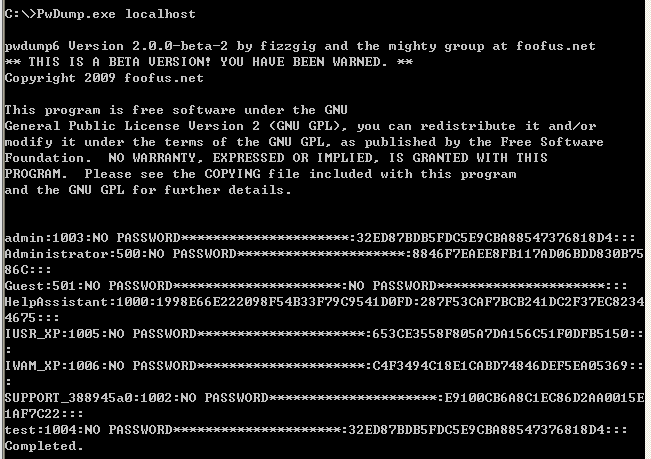 C:\>PwDump.exe localhost
pwdump6 Version 2.0.0-beta-2 by fizzgig and the mighty group at foofus.net
** THIS IS A BETA VERSION! YOU HAVE BEEN WARNED. **
Copyright 2009 foofus.net
This program is free software under the GNU
General Public License Version 2 (GNU GPL), you can redistribute it and/or
modify it under the terms of the GNU GPL, as published by the Free Software
Foundation.  NO WARRANTY, EXPRESSED OR IMPLIED, IS GRANTED WITH THIS
PROGRAM.  Please see the COPYING file included with this program
and the GNU GPL for further details.
admin:1003:NO PASSWORD*********************:32ED87BDB5FDC5E9CBA88547376818D4:::
Administrator:500:NO PASSWORD*********************:8846F7EAEE8FB117AD06BDD830B75
86C:::
Guest:501:NO PASSWORD*********************:NO PASSWORD*********************:::
HelpAssistant:1000:1998E66E222098F54B33F79C9541D0FD:287F53CAF7BCB241DC2F37EC8234
4675:::
IUSR_XP:1005:NO PASSWORD*********************:653CE3558F805A7DA156C51F0DFB5150::
:
IWAM_XP:1006:NO PASSWORD*********************:C4F3494C18E1CABD74846DEF5EA05369::
:
SUPPORT_388945a0:1002:NO PASSWORD*********************:E9100CB6A8C1EC86D2AA0015E
1AF7C22:::
test:1004:NO PASSWORD*********************:32ED87BDB5FDC5E9CBA88547376818D4:::
Completed.